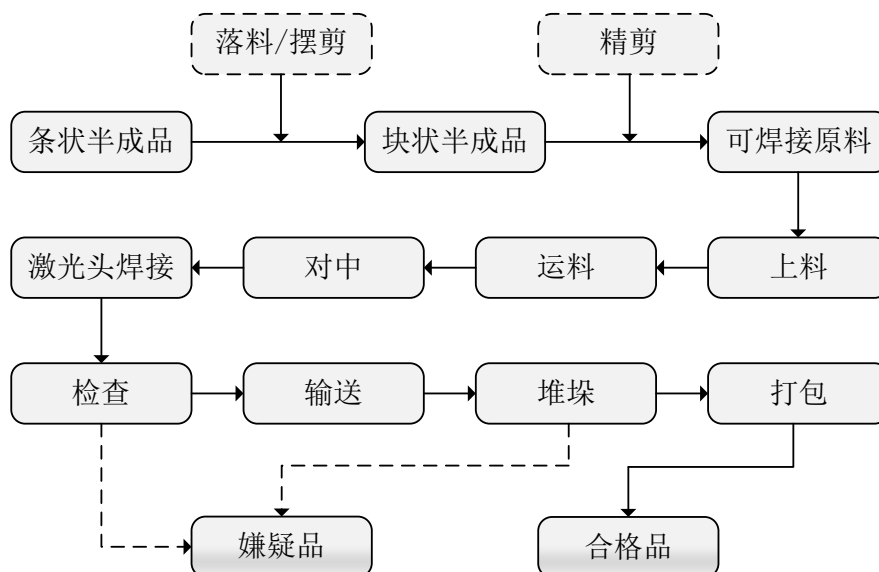 落料/摆剪
精剪
条状半成品
块状半成品
可焊接原料
激光头焊接
对中
运料
上料
检查
输送
堆垛
打包
嫌疑品
合格品